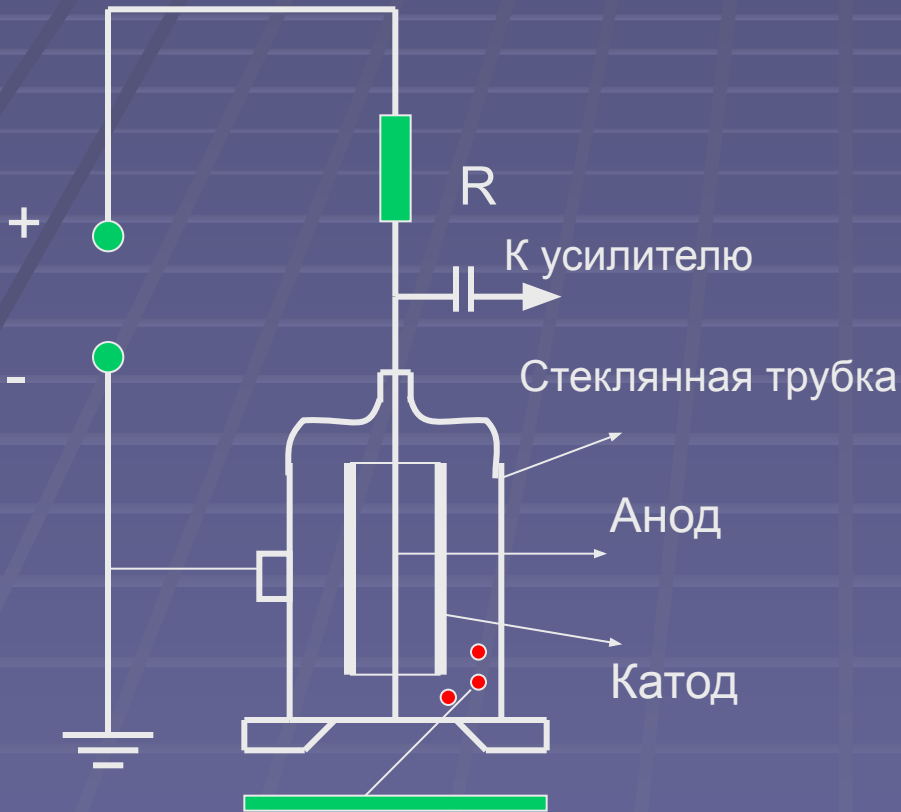 R
+
К усилителю
-
Стеклянная трубка
Анод
Катод